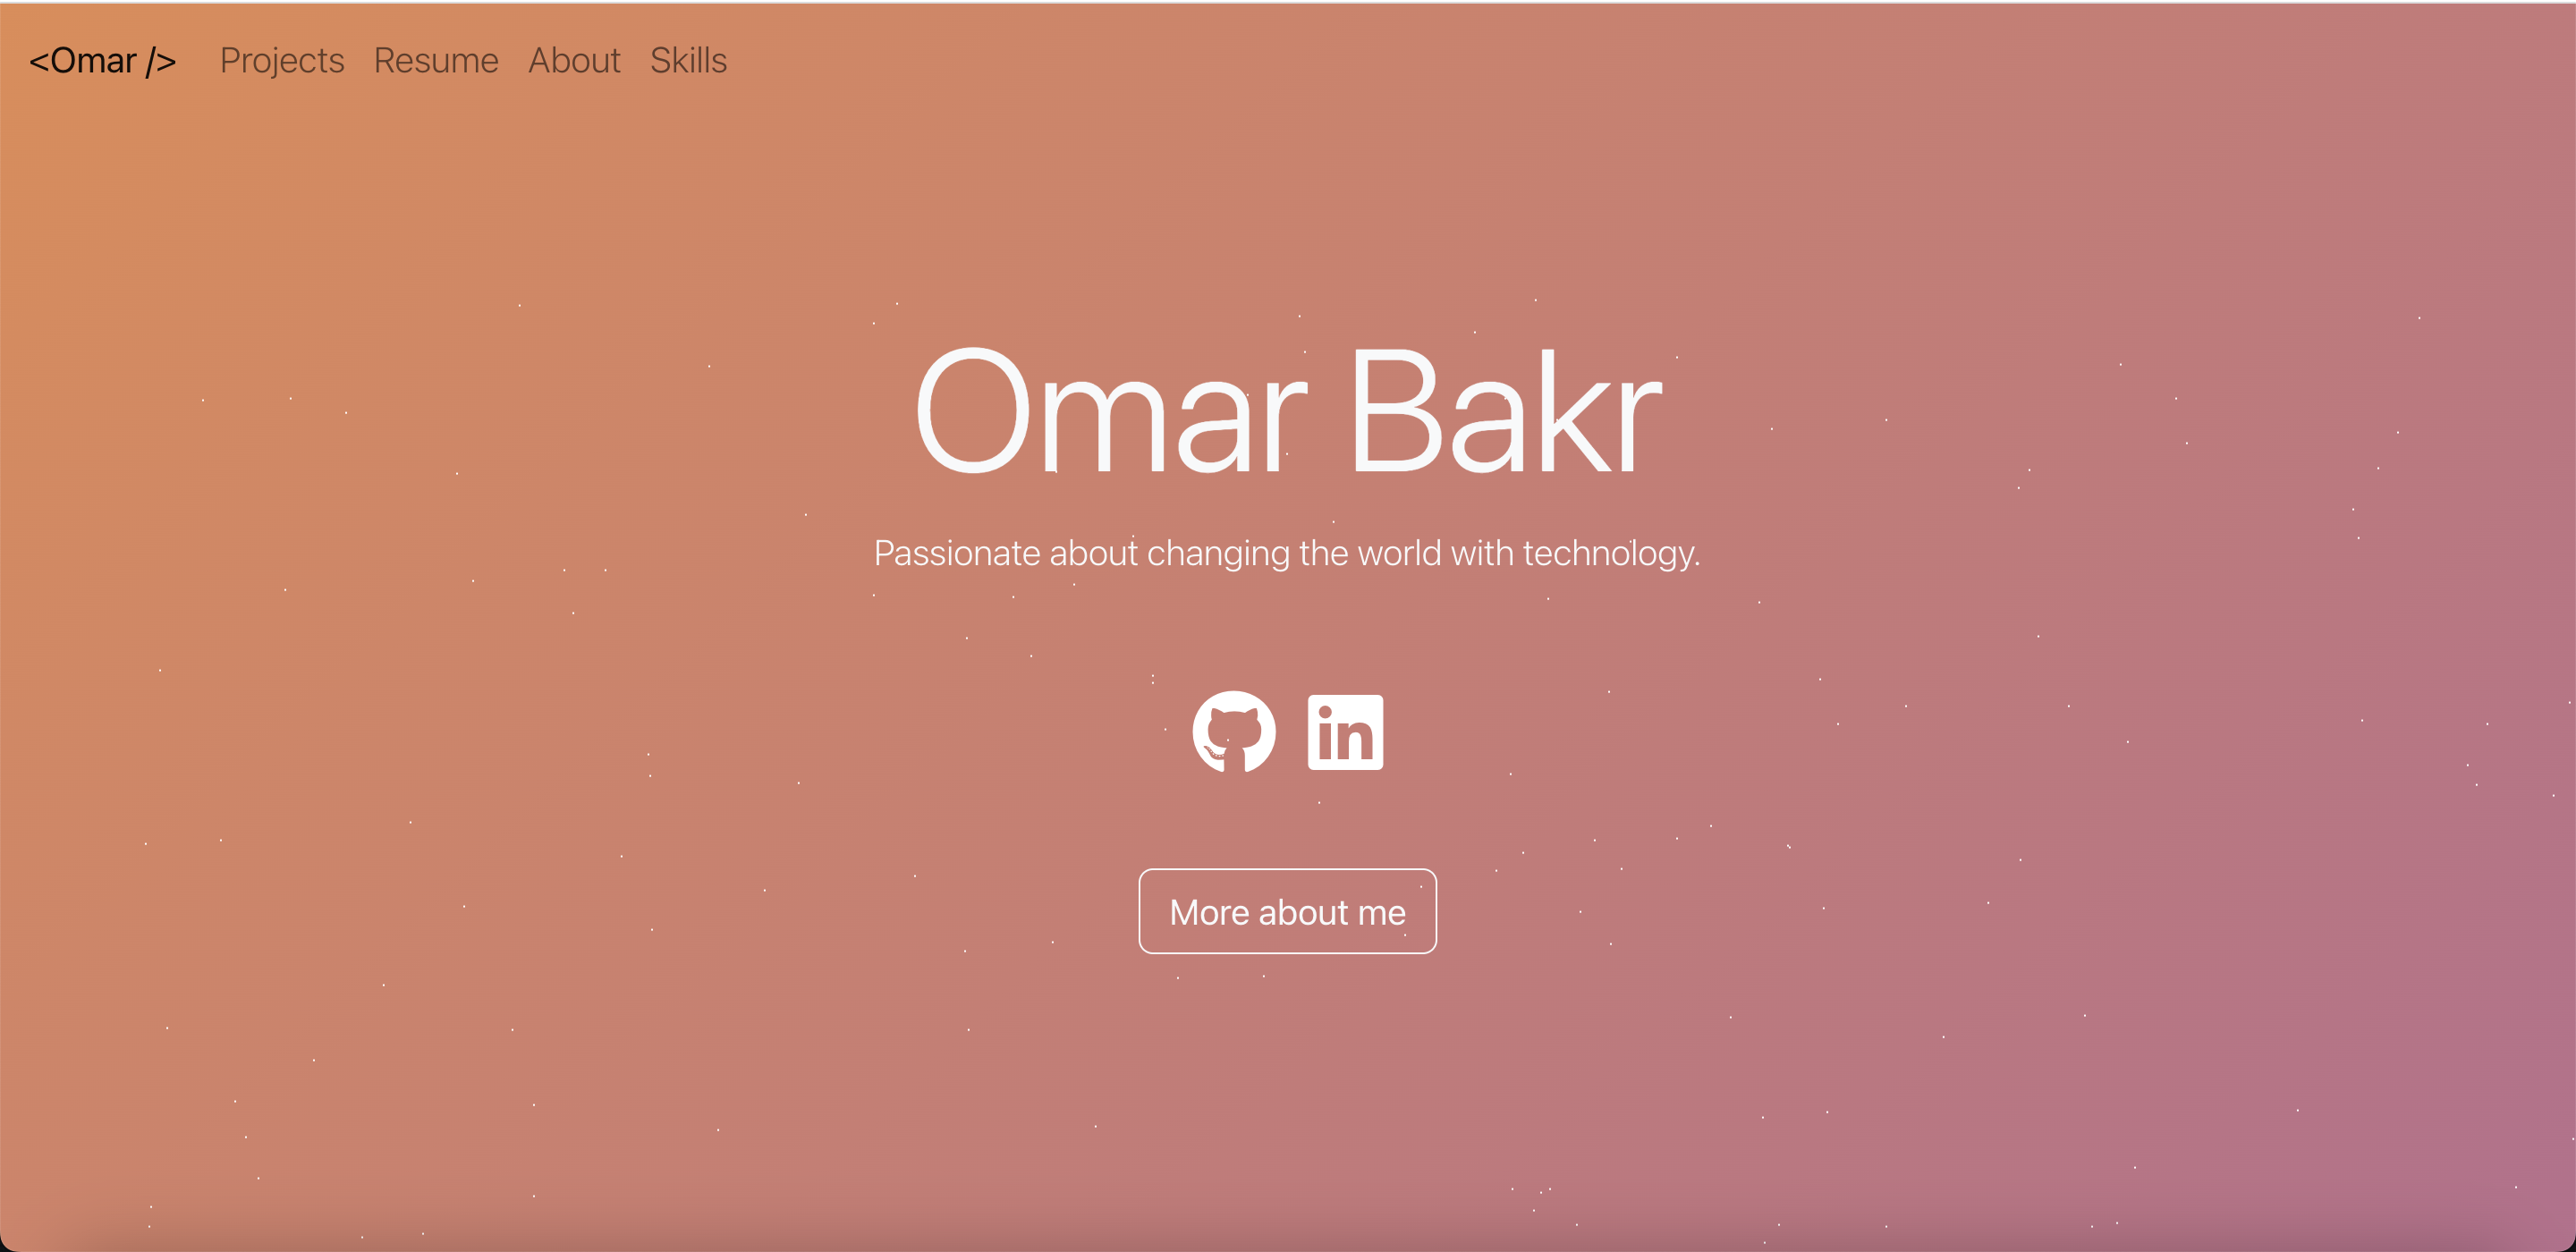 <Omar /> Projects Resume About Skills
Omar Bakr
Passionate about changing the world with technology.
in
More about me